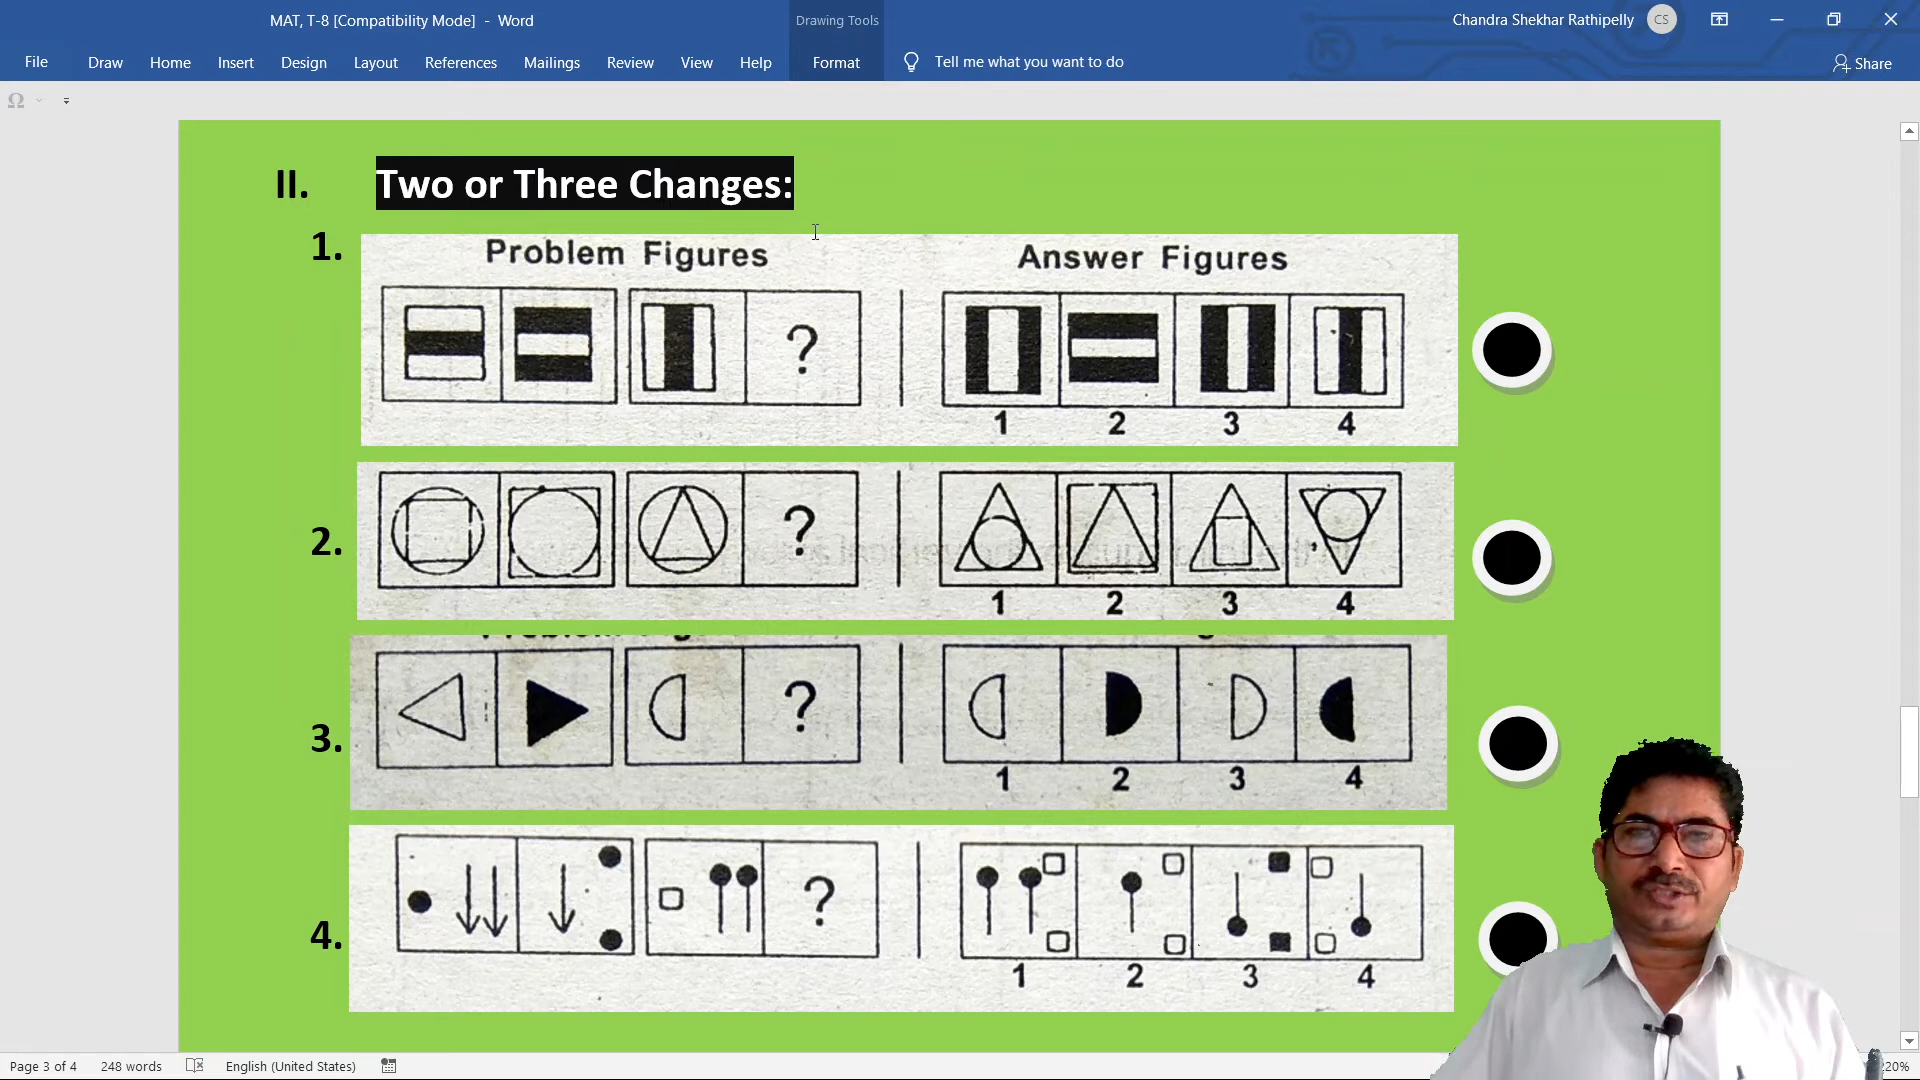 MAT, T-8 [Compatibility Mode] - Word
Drawing Tools
Chandra Shekhar Rathipelly
CS
File
Draw
Home
Insert
Design
Layout
References
Mailings
Review
View
Help
Format
Tell me what you want to do
Share
II. Two or Three Changes:
1.
Problem Figures
Answer Figures
?
1 2 3 4
2.
?
1 2 3 4
3.
?
1 2 3 4
4.
?
1 2 3 4
Page 3 of 4
248 words
English (United States)